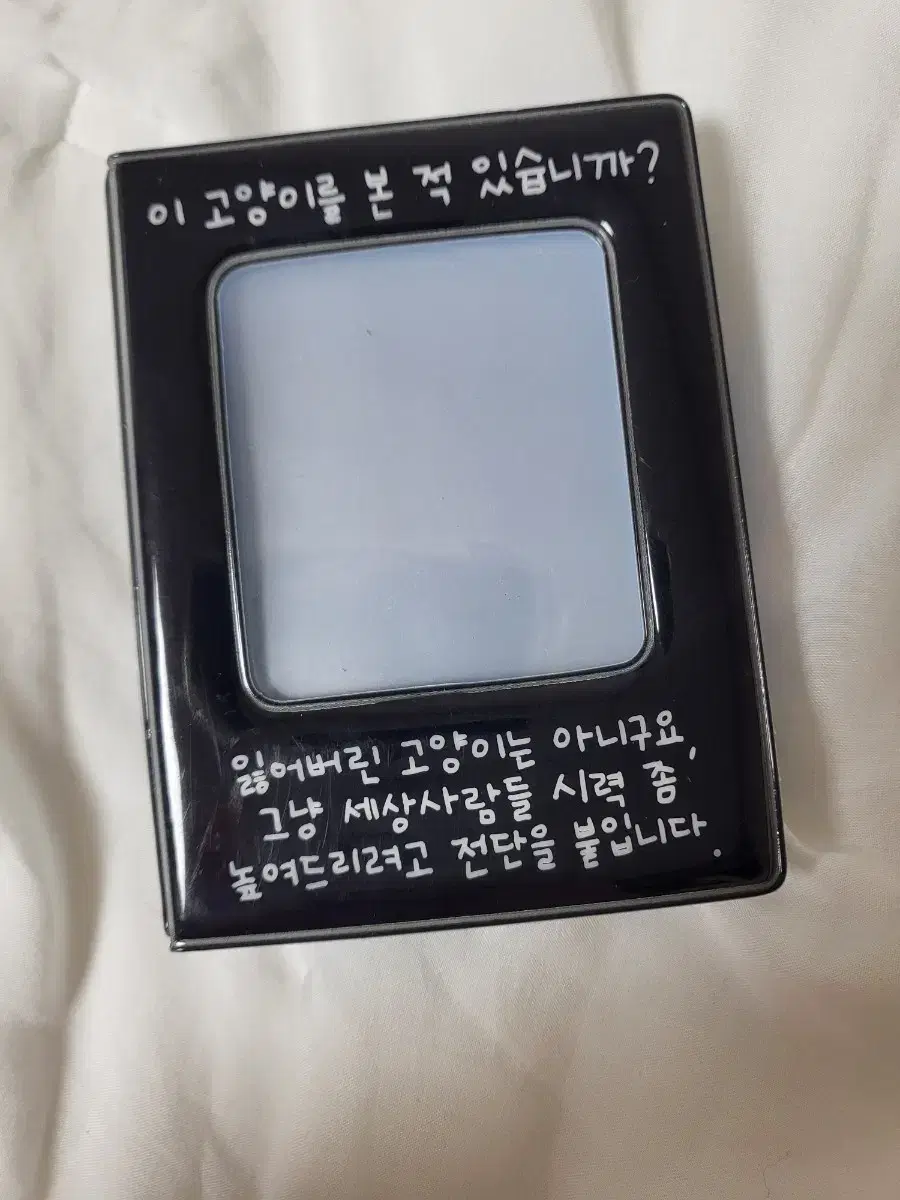 이 고양이를 본 적 있습니까?
잃어버린 고양이는 아니구요,
그냥 세상사람들 시력 좀
높여드리려고 전단을 붙입니다.